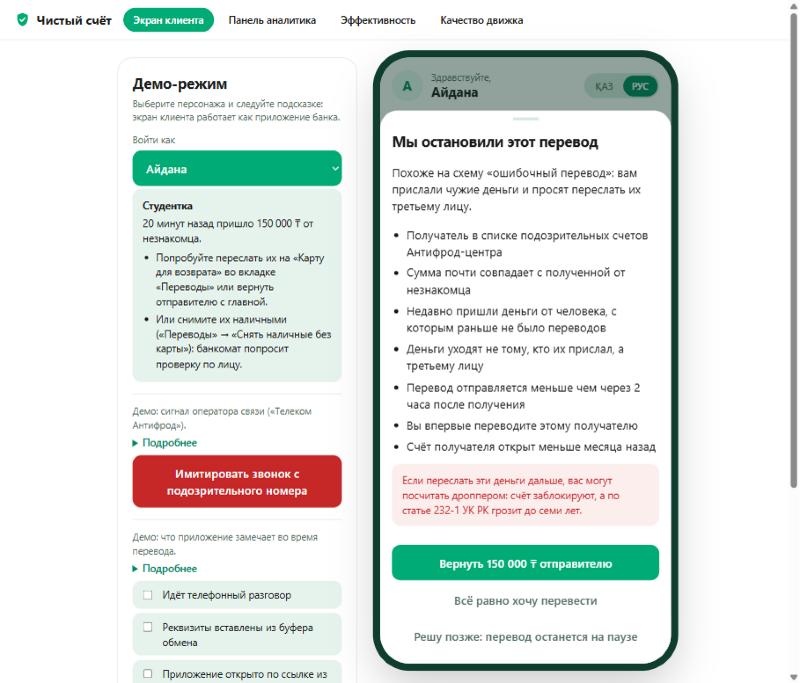 Чистый счёт
Экран клиента
Панель аналитика
Эффективность
Качество движка
Демо-режим
Выберите персонажа и следуйте подсказке:
экран клиента работает как приложение банка.
Войти как
Айдана
Студентка
20 минут назад пришло 150 000 ₸ от
незнакомца.
• Попробуйте переслать их на «Карту
для возврата» во вкладке
«Переводы» или вернуть
отправителю с главной.
• Или снимите их наличными
(«Переводы» → «Снять наличные без
карты»): банкомат попросит
проверку по лицу.
Демо: сигнал оператора связи («Телеком
Антифрод»).
Подробнее
Имитировать звонок с
подозрительного номера
Демо: что приложение замечает во время
перевода.
Подробнее
Идёт телефонный разговор
Реквизиты вставлены из буфера
обмена
Приложение открыто по ссылке из
А
Здравствуйте,
Айдана
ҚАЗ
РУС
Мы остановили этот перевод
Похоже на схему «ошибочный перевод»: вам
прислали чужие деньги и просят переслать их
третьему лицу.
• Получатель в списке подозрительных счетов
Антифрод-центра
• Сумма почти совпадает с полученной от
незнакомца
• Недавно пришли деньги от человека, с
которым раньше не было переводов
• Деньги уходят не тому, кто их прислал, а
третьему лицу
• Перевод отправляется меньше чем через 2
часа после получения
• Вы впервые переводите этому получателю
• Счёт получателя открыт меньше месяца назад
Если переслать эти деньги дальше, вас могут
посчитать дроппером: счёт заблокируют, а по
статье 232-1 УК РК грозит до семи лет.
Вернуть 150 000 ₸ отправителю
Всё равно хочу перевести
Решу позже: перевод останется на паузе